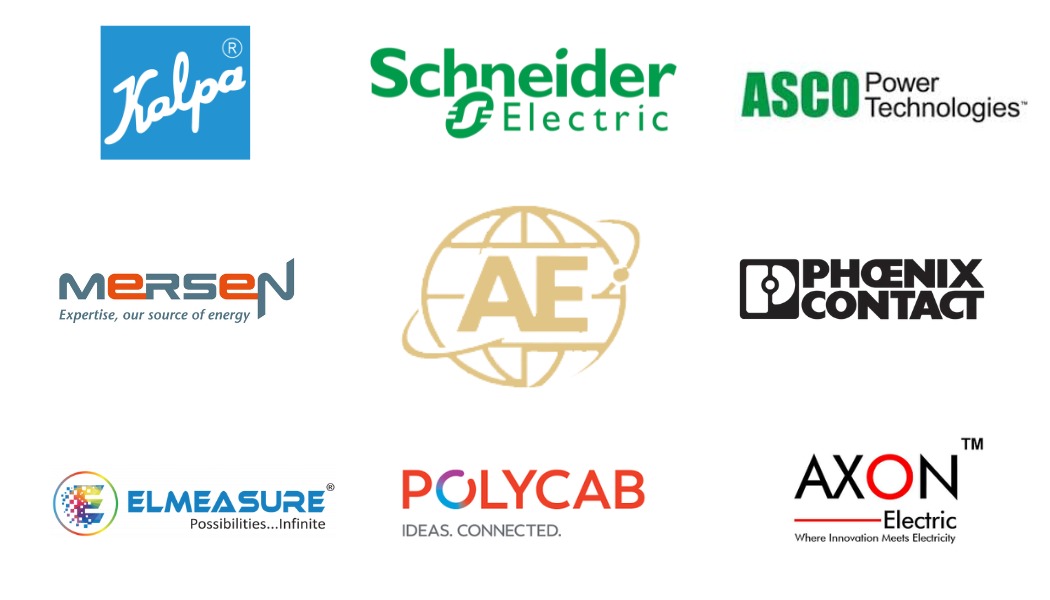 Kalpa ®
Schneider
Electric
ASCO Power
Technologies™
MERSEN
Expertise, our source of energy
AE
PHŒNIX
CONTACT
ELMEASURE®
Possibilities...Infinite
POLYCAB
IDEAS. CONNECTED.
AXON™
Electric
Where Innovation Meets Electricity